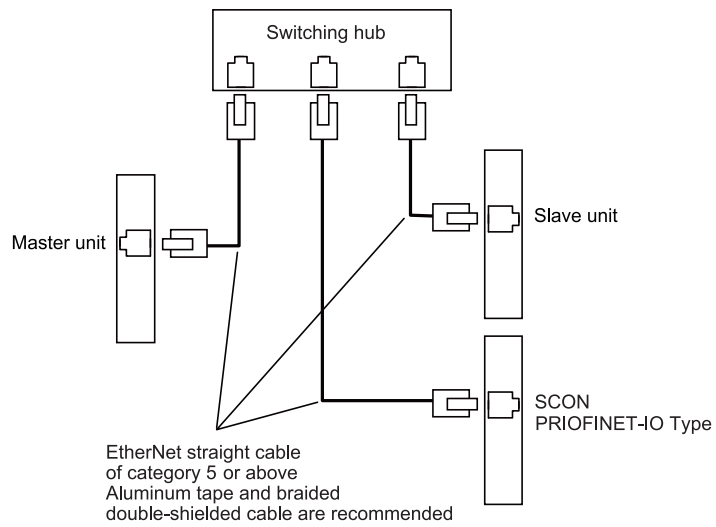 Switching hub
Master unit
Slave unit
SCON
PRIOFINET-IO Type
EtherNet straight cable
of category 5 or above
Aluminum tape and braided
double-shielded cable are recommended